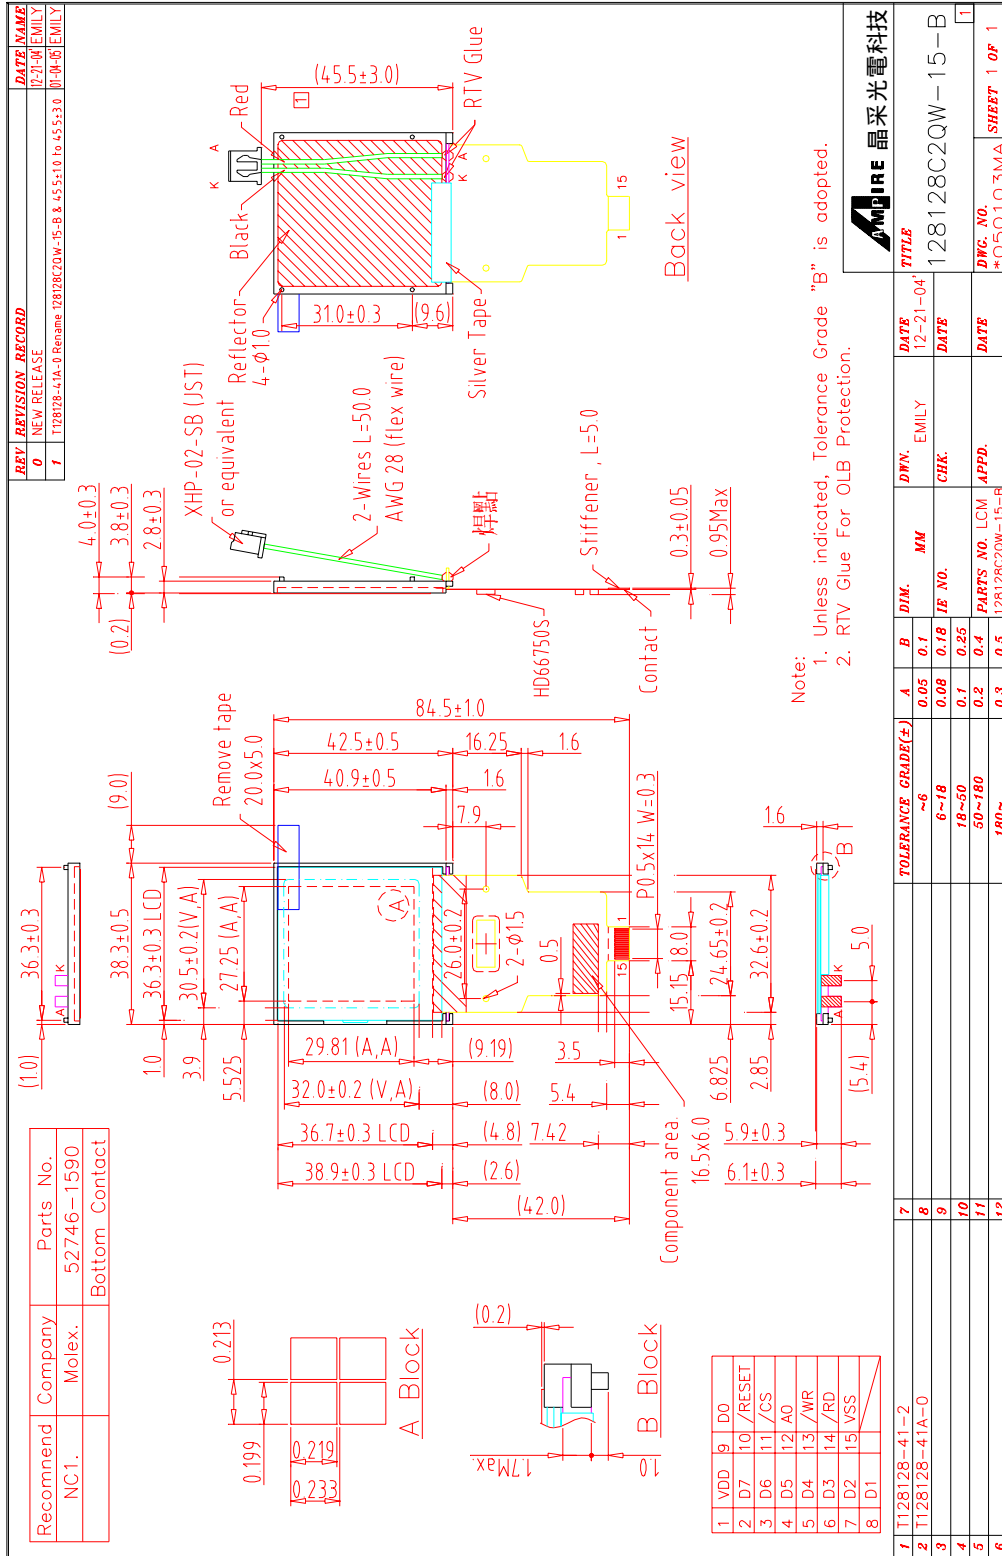 REV REVISION RECORD DATE NAME
0 NEW RELEASE 12-21-04' EMILY
1 T128128-41A-0 Rename 128128C2QW-15-B & 45.5±1.0 to 45.5±3.0 01-04-05' EMILY
Recomnend Company Parts No.
NC1. Molex. 52746-1590
Bottom Contact
(1.0)
36.3±0.3
(9.0)
A
K
38.3±0.5
1.0
36.3±0.3 LCD
3.9
30.5±0.2(V.A)
5.525
27.25 (A,A)
Remove tape
20.0x5.0
A
29.81 (A,A)
32.0±0.2 (V,A)
36.7±0.3 LCD
38.9±0.3 LCD
(9.19)
(8.0)
(4.8)
(2.6)
(42.0)
3.5
5.4
7.42
84.5±1.0
42.5±0.5
16.25
1.6
40.9±0.5
1.6
7.9
26.0±0.2
2-φ1.5
0.5
P0.5x14 W=0.3
15
1
15.15
8.0
6.825
24.65±0.2
2.85
32.6±0.2
Component area.
16.5x6.0
4.0±0.3
3.8±0.3
2.8±0.3
(0.2)
XHP-02-SB (JST)
or equivalent
2-Wires L=50.0
AWG 28 (flex wire)
焊點
HD66750S
Stiffener , L=5.0
Contact
0.3±0.05
0.95Max
(45.5±3.0)
1
K
A
Red
Black
Reflector
4-φ1.0
31.0±0.3
(9.6)
RTV Glue
K
A
Silver Tape
1
15
Back view
0.213
0.199
0.219
0.233
A Block
(0.2)
1.7Max
1.0
B Block
1.6
B
5.0
K
A
(5.4)
5.9±0.3
6.1±0.3
1 VDD 9 D0
2 D7 10 /RESET
3 D6 11 /CS
4 D5 12 A0
5 D4 13 /WR
6 D3 14 /RD
7 D2 15 VSS
8 D1
Note:
1. Unless indicated, Tolerance Grade "B" is adopted.
2. RTV Glue For OLB Protection.
AMPIRE 晶采光電科技
1 T128128-41-2 7
2 T128128-41A-0 8
3 9
4 10
5 11
6 12
TOLERANCE GRADE(±) A B
~6 0.05 0.1
6~18 0.08 0.18
18~50 0.1 0.25
50~180 0.2 0.4
180~ 0.3 0.5
DIM. MM
DWN. EMILY
DATE 12-21-04'
TITLE
128128C2QW-15-B
1
IE NO.
CHK.
DATE
PARTS NO. LCM
128128C2QW-15-B
APPD.
DATE
DWG. NO.
SHEET 1 OF 1